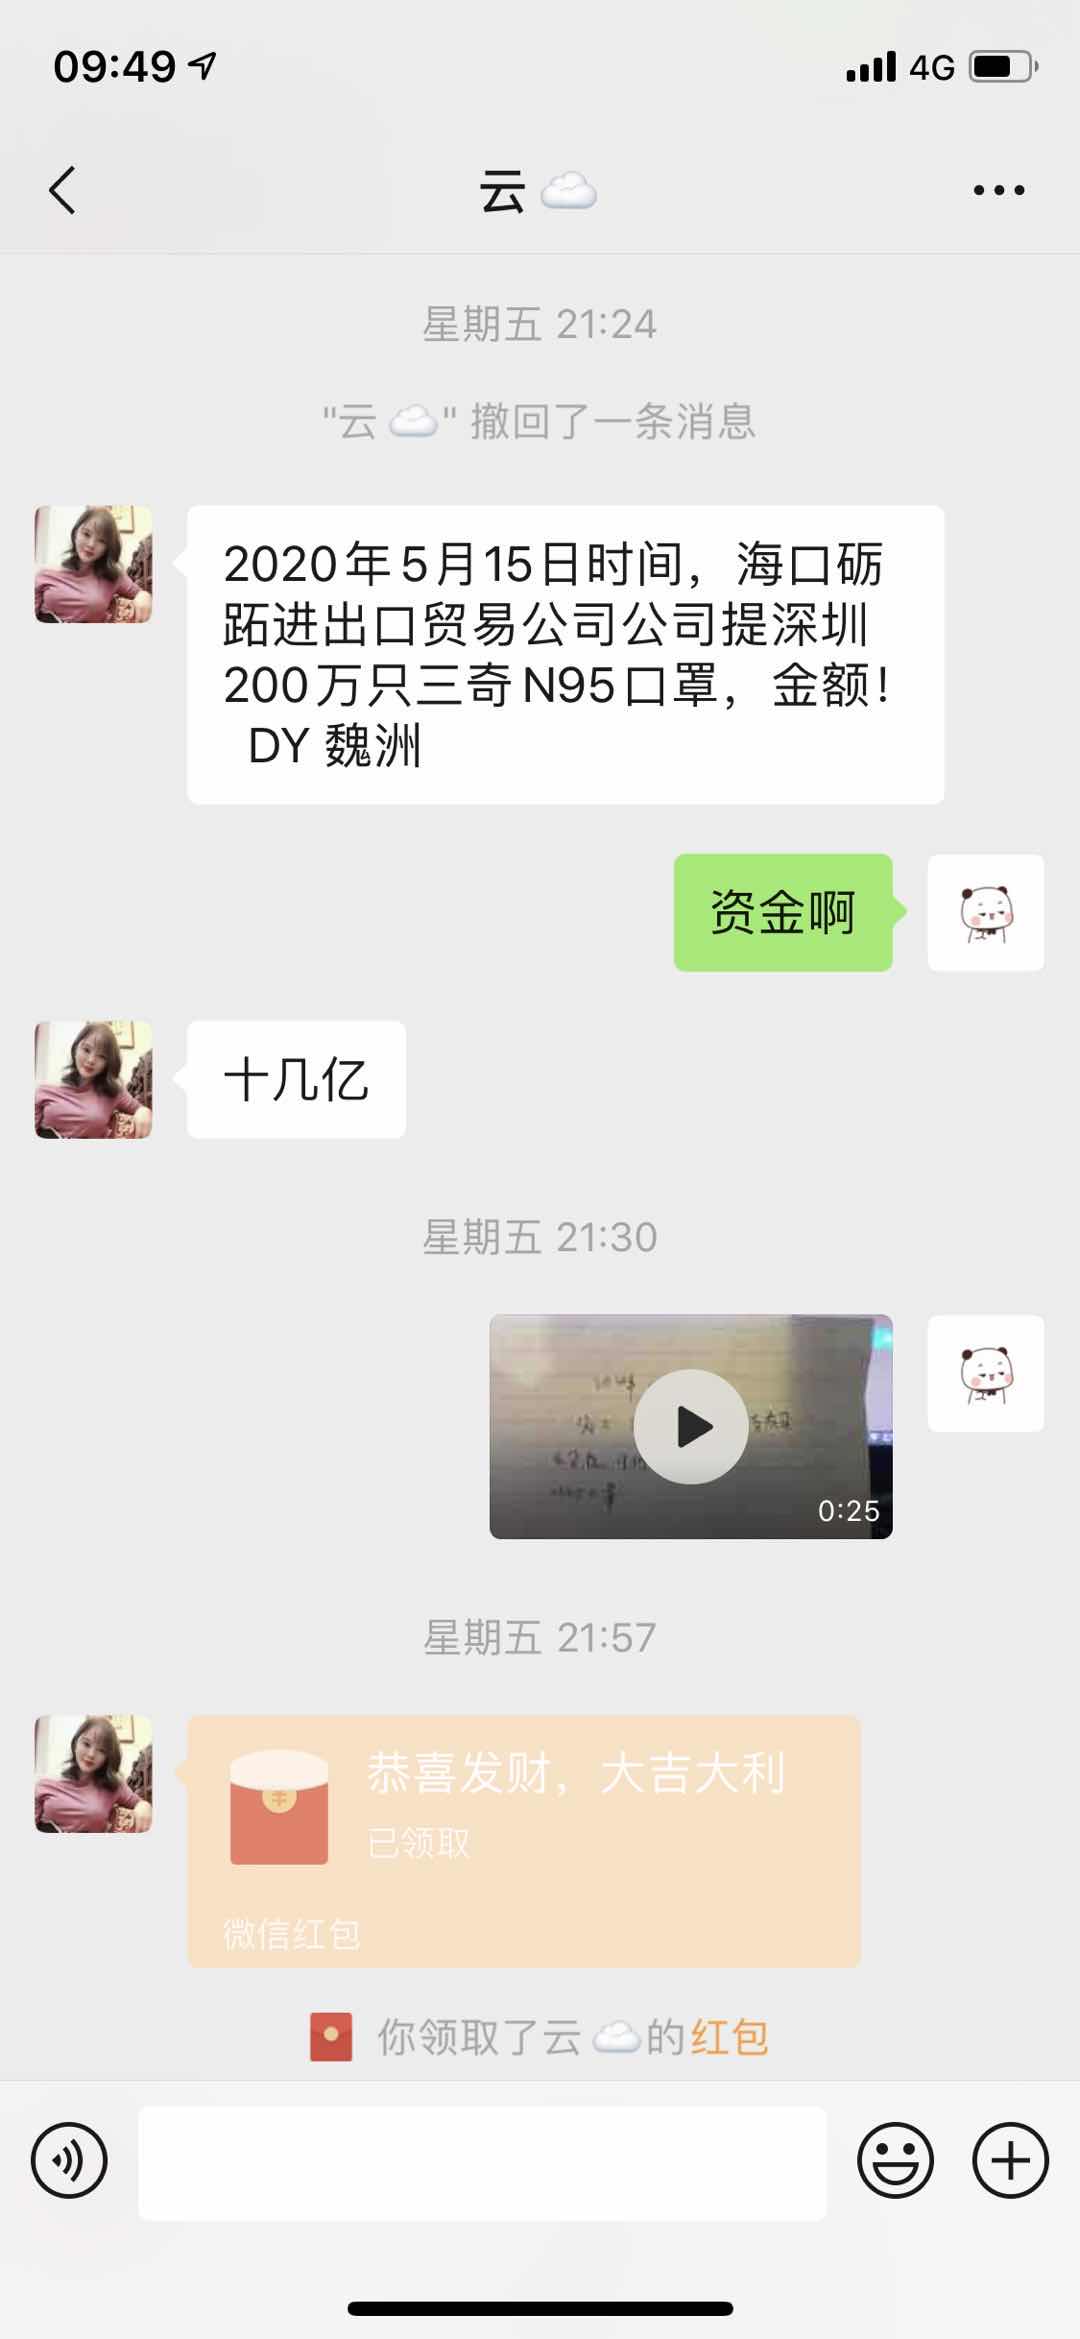 09:49
4G
云
星期五 21:24
"云 " 撤回了一条消息
2020年5月15日时间，海口砺
跖进出口贸易公司公司提深圳
200万只三奇N95口罩，金额！
DY 魏洲
资金啊
十几亿
星期五 21:30
0:25
星期五 21:57
恭喜发财，大吉大利
已领取
微信红包
你领取了云 的红包